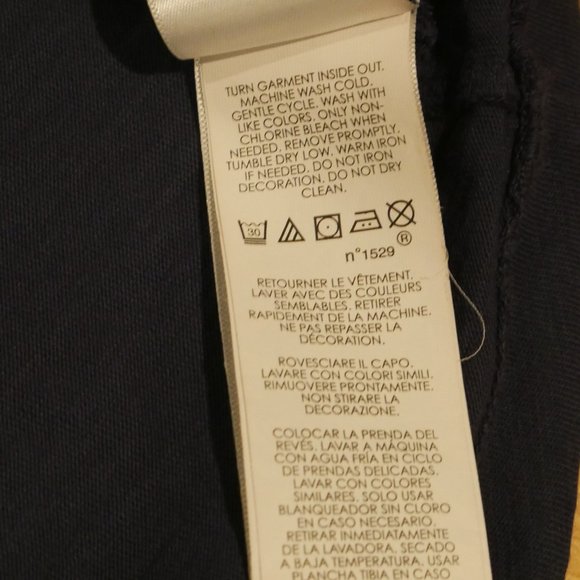 TURN GARMENT INSIDE OUT.
MACHINE WASH COLD.
GENTLE CYCLE. WASH WITH
LIKE COLORS. ONLY NON-
CHLORINE BLEACH WHEN
NEEDED. REMOVE PROMPTLY.
TUMBLE DRY LOW. WARM IRON
IF NEEDED. DO NOT IRON
DECORATION. DO NOT DRY
CLEAN.
30
®
n°1529
RETOURNER LE VÊTEMENT.
LAVER AVEC DES COULEURS
SEMBLABLES. RETIRER
RAPIDEMENT DE LA MACHINE.
NE PAS REPASSER LA
DÉCORATION.
ROVESCIARE IL CAPO.
LAVARE CON COLORI SIMILI.
RIMUOVERE PRONTAMENTE.
NON STIRARE LA
DECORAZIONE.
COLOCAR LA PRENDA DEL
REVÉS. LAVAR A MÁQUINA
CON AGUA FRÍA EN CICLO
DE PRENDAS DELICADAS.
LAVAR CON COLORES
SIMILARES. SOLO USAR
BLANQUEADOR SIN CLORO
EN CASO NECESARIO.
RETIRAR INMEDIATAMENTE
DE LA LAVADORA. SECADO
A BAJA TEMPERATURA. USAR
PLANCHA TIBIA EN CASO